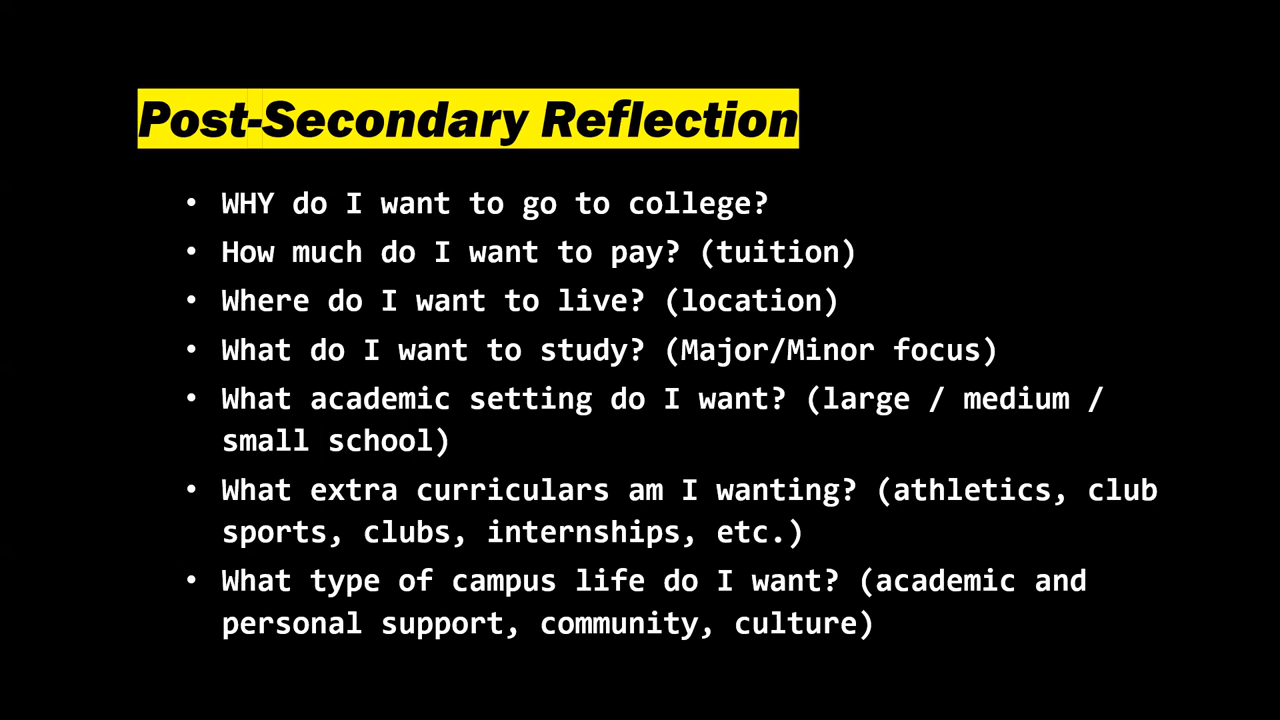 Post-Secondary Reflection
• WHY do I want to go to college?
• How much do I want to pay? (tuition)
• Where do I want to live? (location)
• What do I want to study? (Major/Minor focus)
• What academic setting do I want? (large / medium /
small school)
• What extra curriculars am I wanting? (athletics, club
sports, clubs, internships, etc.)
• What type of campus life do I want? (academic and
personal support, community, culture)